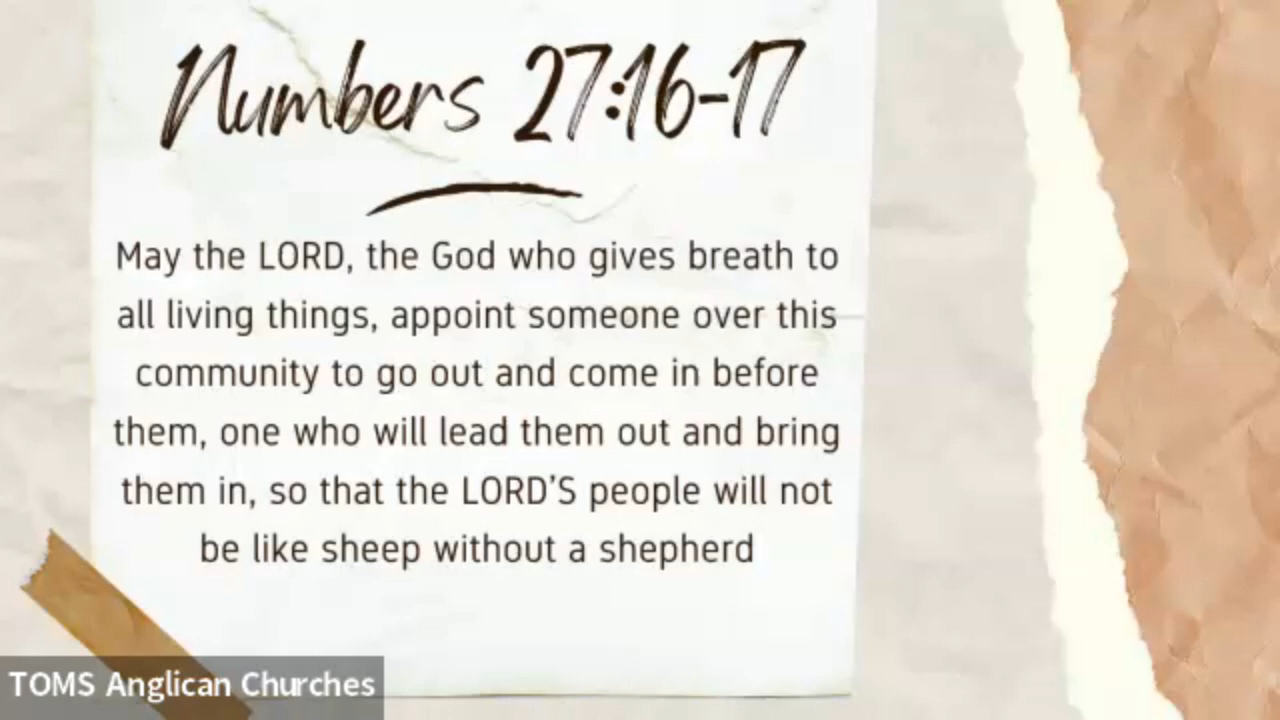 Numbers 27:16-17
May the LORD, the God who gives breath to
all living things, appoint someone over this
community to go out and come in before
them, one who will lead them out and bring
them in, so that the LORD’S people will not
be like sheep without a shepherd
TOMS Anglican Churches